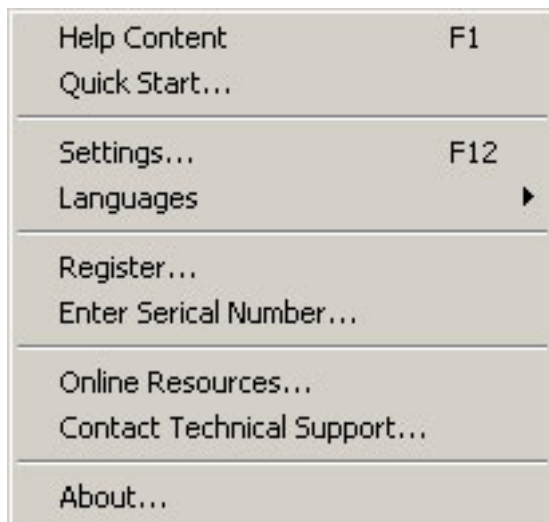 Help Content F1
Quick Start...
Settings... F12
Languages
Register...
Enter Serical Number...
Online Resources...
Contact Technical Support...
About...